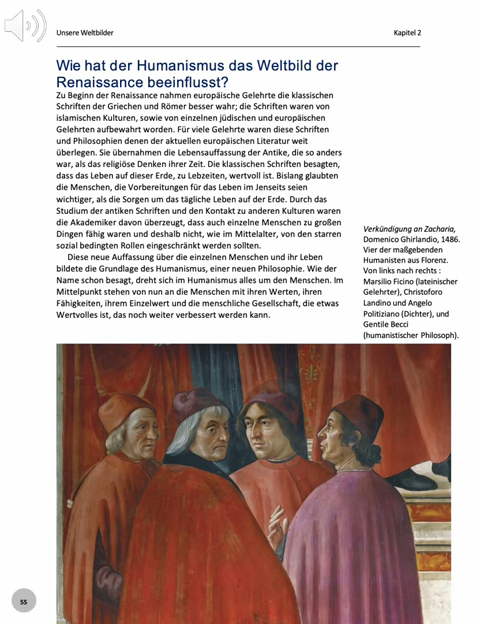 Unsere Weltbilder
Kapitel 2
Wie hat der Humanismus das Weltbild der
Renaissance beeinflusst?
Zu Beginn der Renaissance nahmen europäische Gelehrte die klassischen
Schriften der Griechen und Römer besser wahr; die Schriften waren von
islamischen Kulturen, sowie von einzelnen jüdischen und europäischen
Gelehrten aufbewahrt worden. Für viele Gelehrte waren diese Schriften
und Philosophien denen der aktuellen europäischen Literatur weit
überlegen. Sie übernahmen die Lebensauffassung der Antike, die so anders
war, als das religiöse Denken ihrer Zeit. Die klassischen Schriften besagten,
dass das Leben auf dieser Erde, zu Lebzeiten, wertvoll ist. Bislang glaubten
die Menschen, die Vorbereitungen für das Leben im Jenseits seien
wichtiger, als die Sorgen um das tägliche Leben auf der Erde. Durch das
Studium der antiken Schriften und den Kontakt zu anderen Kulturen waren
die Akademiker davon überzeugt, dass auch einzelne Menschen zu großen
Dingen fähig waren und deshalb nicht, wie im Mittelalter, von den starren
sozial bedingten Rollen eingeschränkt werden sollten.
Diese neue Auffassung über die einzelnen Menschen und ihr Leben
bildete die Grundlage des Humanismus, einer neuen Philosophie. Wie der
Name schon besagt, dreht sich im Humanismus alles um den Menschen. Im
Mittelpunkt stehen von nun an die Menschen mit ihren Werten, ihren
Fähigkeiten, ihrem Einzelwert und die menschliche Gesellschaft, die etwas
Wertvolles ist, das noch weiter verbessert werden kann.
Verkündigung an Zacharia,
Domenico Ghirlandio, 1486.
Vier der maßgebenden
Humanisten aus Florenz.
Von links nach rechts :
Marsilio Ficino (lateinischer
Gelehrter), Christoforo
Landino und Angelo
Politiziano (Dichter), und
Gentile Becci
(humanistischer Philosoph).
55